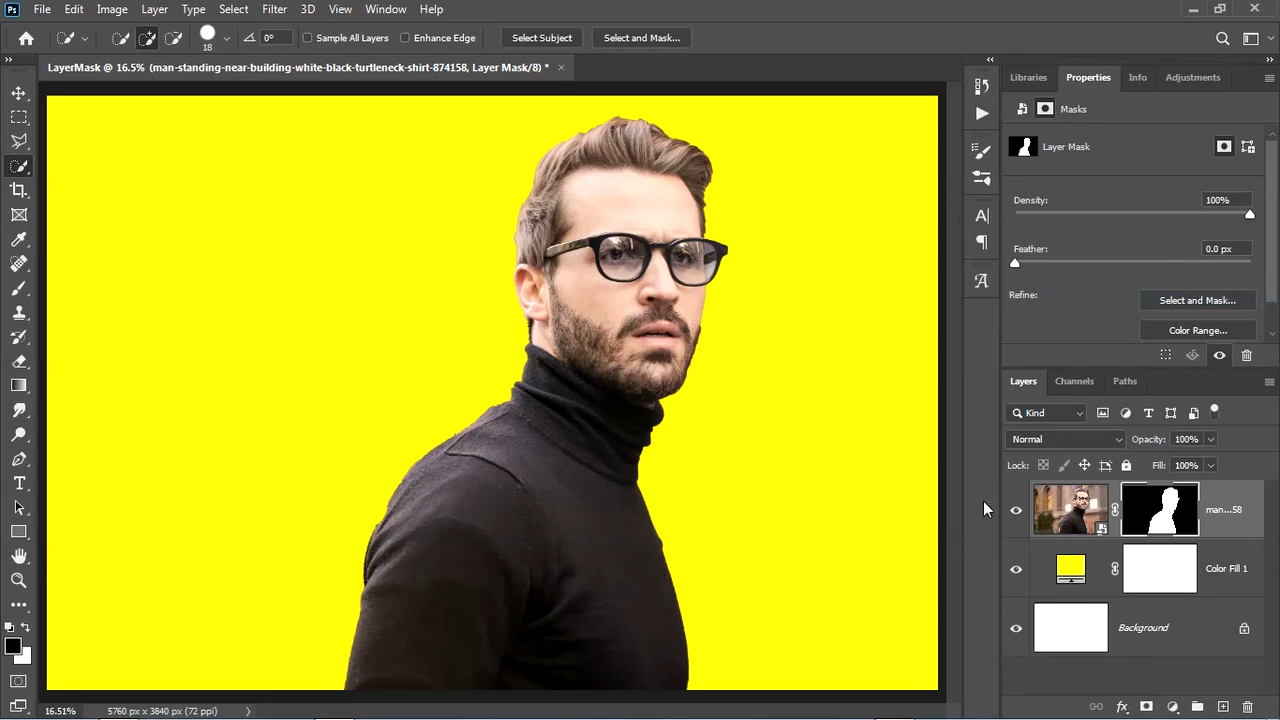 Ps File Edit Image Layer Type Select Filter 3D View Window Help
18 0° Sample All Layers Enhance Edge Select Subject Select and Mask...
LayerMask @ 16.5% (man-standing-near-building-white-black-turtleneck-shirt-874158, Layer Mask/8) *
Libraries Properties Info Adjustments
Masks
Layer Mask
Density: 100%
Feather: 0.0 px
Refine: Select and Mask...
Color Range...
Layers Channels Paths
Kind
Normal Opacity: 100%
Lock: Fill: 100%
man...58
Color Fill 1
Background
16.51% 5760 px x 3840 px (72 ppi)